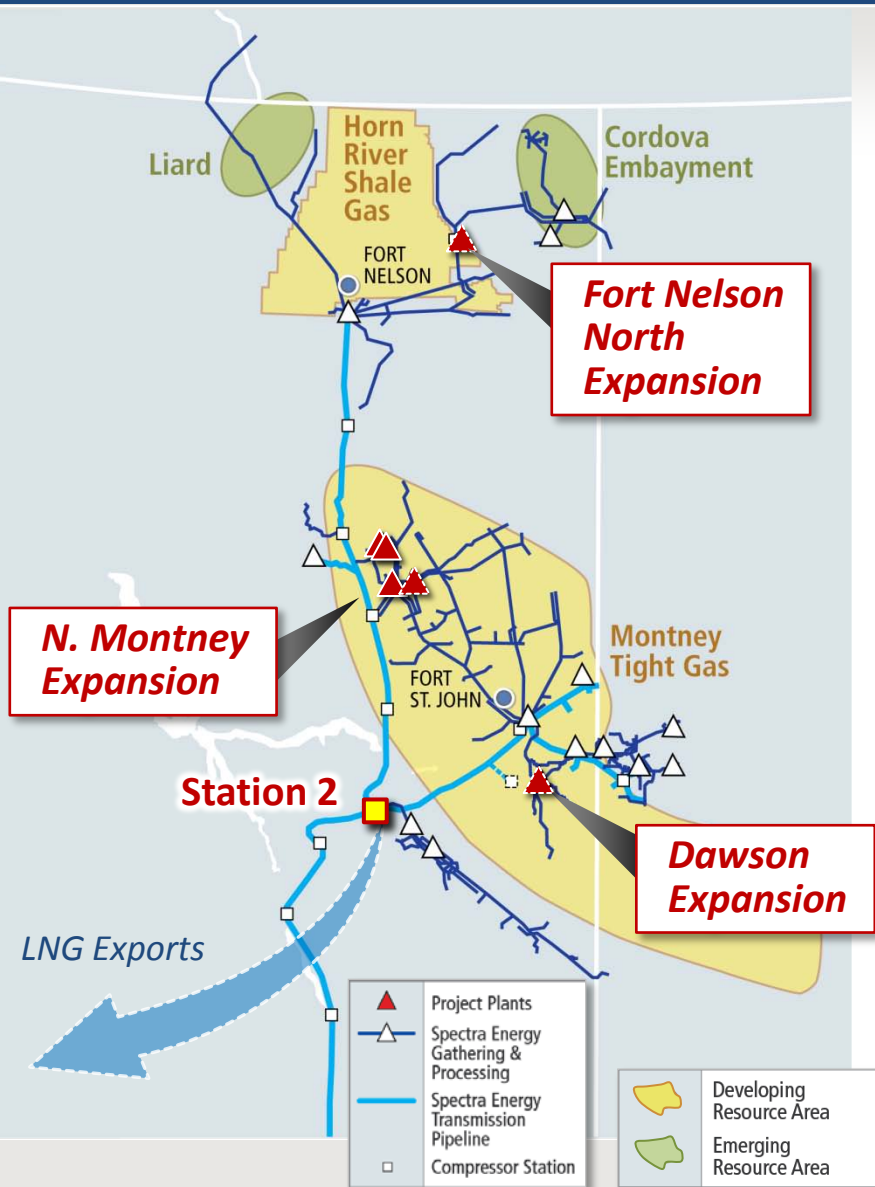 Liard
Horn
River
Shale
Gas
Cordova
Embayment
FORT
NELSON
Fort Nelson
North
Expansion
N. Montney
Expansion
Montney
Tight Gas
FORT
ST. JOHN
Station 2
Dawson
Expansion
LNG Exports
Project Plants
Spectra Energy
Gathering &
Processing
Spectra Energy
Transmission
Pipeline
Compressor Station
Developing
Resource Area
Emerging
Resource Area